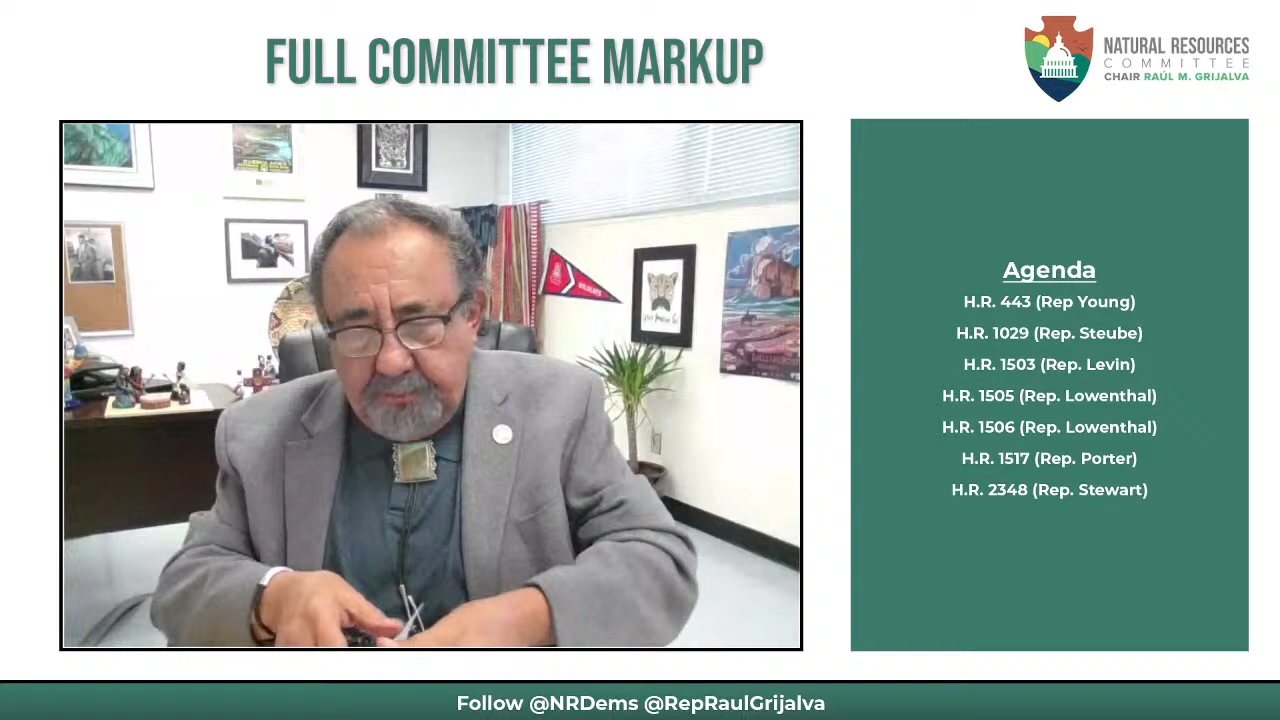 FULL COMMITTEE MARKUP
NATURAL RESOURCES
COMMITTEE
CHAIR RAÚL M. GRIJALVA
WILDCATS
Agenda
H.R. 443 (Rep Young)
H.R. 1029 (Rep. Steube)
H.R. 1503 (Rep. Levin)
H.R. 1505 (Rep. Lowenthal)
H.R. 1506 (Rep. Lowenthal)
H.R. 1517 (Rep. Porter)
H.R. 2348 (Rep. Stewart)
Follow @NRDems @RepRaulGrijalva